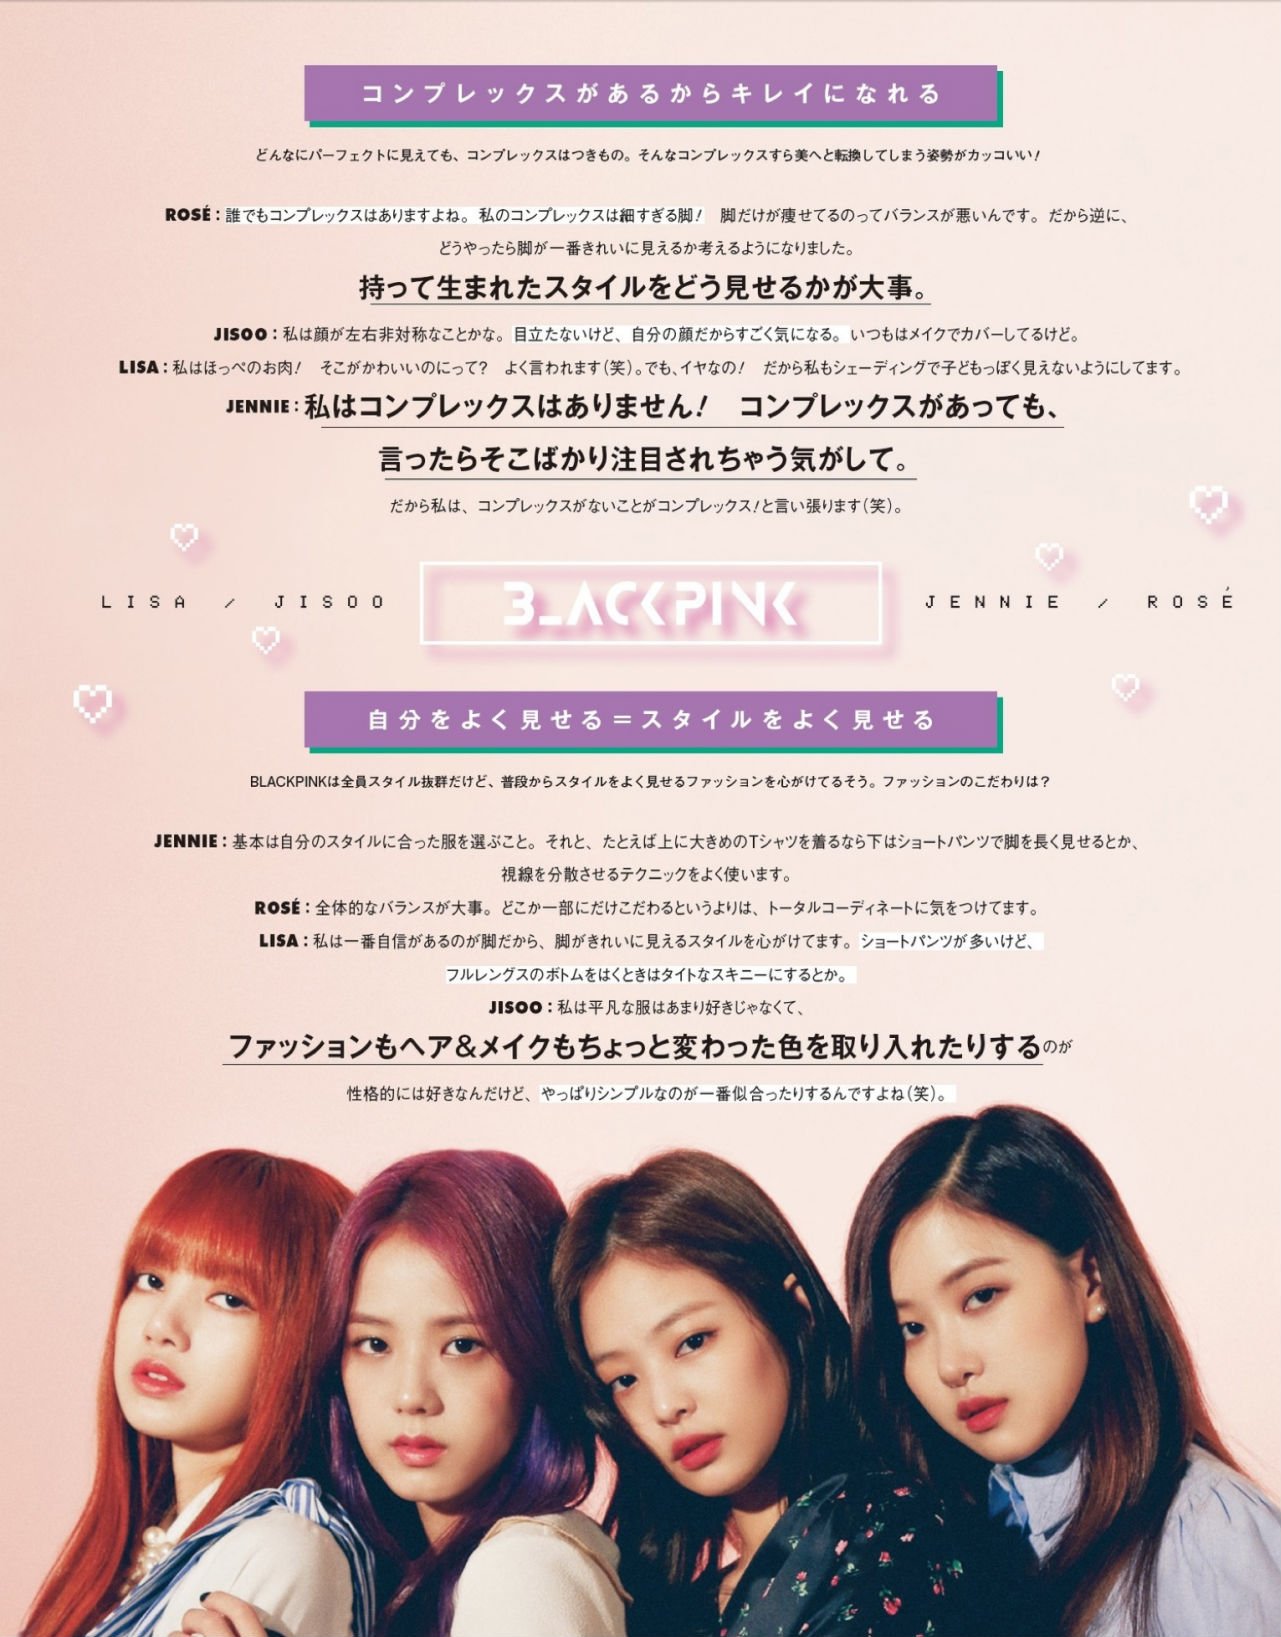 コンプレックスがあるからキレイになれる
どんなにパーフェクトに見えても、コンプレックスはつきもの。そんなコンプレックスすら美へと転換してしまう姿勢がカッコいい!
ROSÉ：誰でもコンプレックスはありますよね。私のコンプレックスは細すぎる脚!　脚だけが痩せてるのってバランスが悪いんです。だから逆に、
どうやったら脚が一番きれいに見えるか考えるようになりました。
持って生まれたスタイルをどう見せるかが大事。
JISOO：私は顔が左右非対称なことかな。目立たないけど、自分の顔だからすごく気になる。いつもはメイクでカバーしてるけど。
LISA：私はほっぺのお肉!　そこがかわいいのにって?　よく言われます(笑)。でも、イヤなの!　だから私もシェーディングで子どもっぽく見えないようにしてます。
JENNIE：私はコンプレックスはありません!　コンプレックスがあっても、
言ったらそこばかり注目されちゃう気がして。
だから私は、コンプレックスがないことがコンプレックス!と言い張ります(笑)。
LISA / JISOO BLACKPINK JENNIE / ROSÉ
自分をよく見せる＝スタイルをよく見せる
BLACKPINKは全員スタイル抜群だけど、普段からスタイルをよく見せるファッションを心がけてるそう。ファッションのこだわりは?
JENNIE：基本は自分のスタイルに合った服を選ぶこと。それと、たとえば上に大きめのTシャツを着るなら下はショートパンツで脚を長く見せるとか、
視線を分散させるテクニックをよく使います。
ROSÉ：全体的なバランスが大事。どこか一部にだけこだわるというよりは、トータルコーディネートに気をつけてます。
LISA：私は一番自信があるのが脚だから、脚がきれいに見えるスタイルを心がけてます。ショートパンツが多いけど、
フルレングスのボトムをはくときはタイトなスキニーにするとか。
JISOO：私は平凡な服はあまり好きじゃなくて、
ファッションもヘア&メイクもちょっと変わった色を取り入れたりするのが
性格的には好きなんだけど、やっぱりシンプルなのが一番似合ったりするんですよね(笑)。